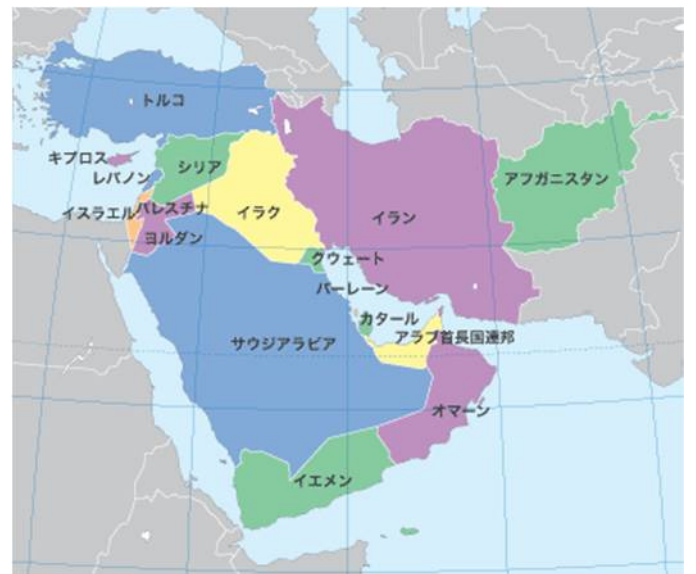 トルコ
キプロス
シリア
レバノン
アフガニスタン
イスラエル
パレスチナ
イラク
イラン
ヨルダン
クウェート
バーレーン
カタール
アラブ首長国連邦
サウジアラビア
オマーン
イエメン